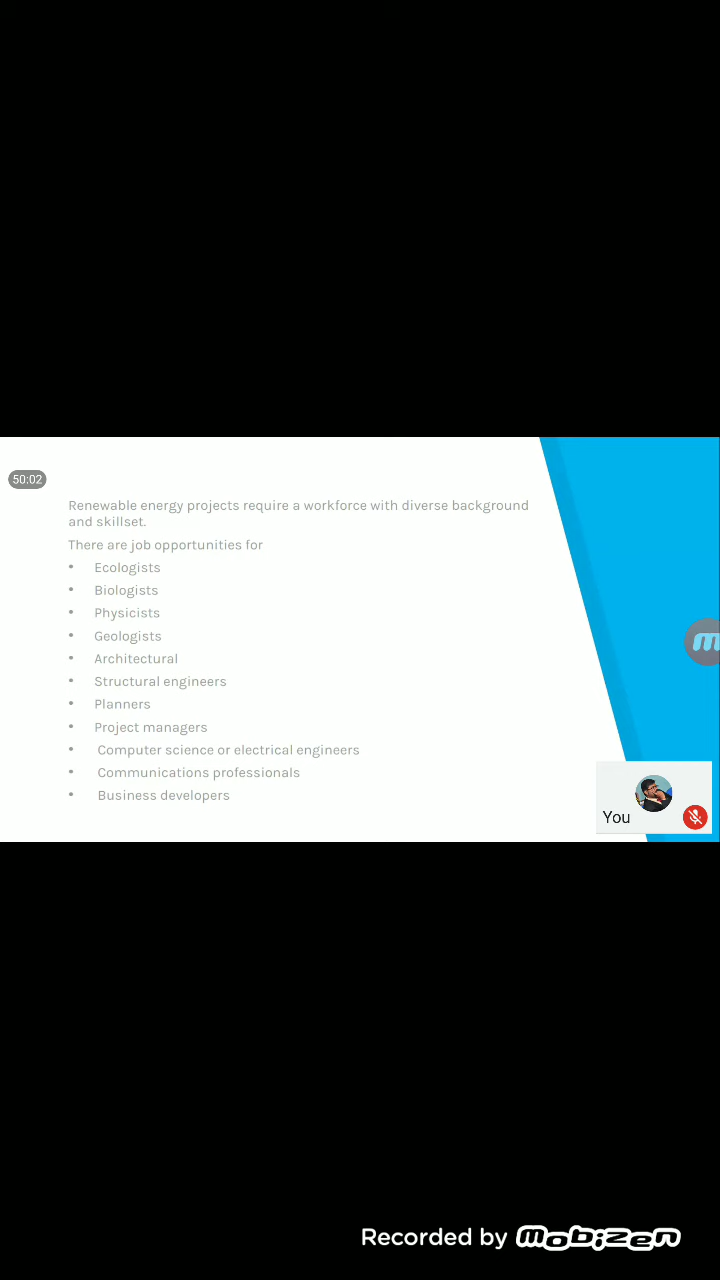 50:02
Renewable energy projects require a workforce with diverse background
and skillset.
There are job opportunities for
• Ecologists
• Biologists
• Physicists
• Geologists
• Architectural
• Structural engineers
• Planners
• Project managers
• Computer science or electrical engineers
• Communications professionals
• Business developers
m
You
Recorded by mobizen